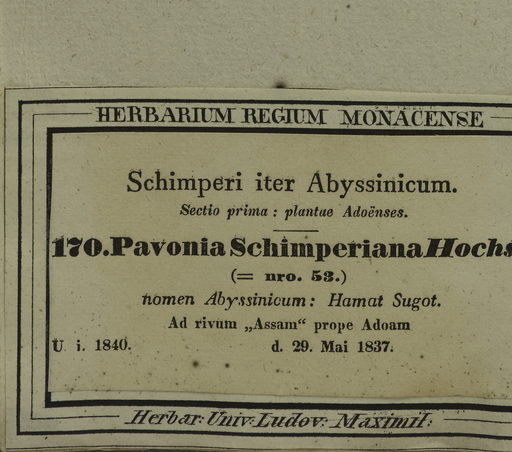 HERBARIUM REGIUM MONACENSE
Schimperi iter Abyssinicum.
Sectio prima: plantae Adoënses.
170. Pavonia Schimperiana Hochs
(= nro. 53.)
nomen Abyssinicum: Hamat Sugot.
Ad rivum „Assam“ prope Adoam
U. i. 1840. d. 29. Mai 1837.
Herbar: Univ: Ludov: Maximil: